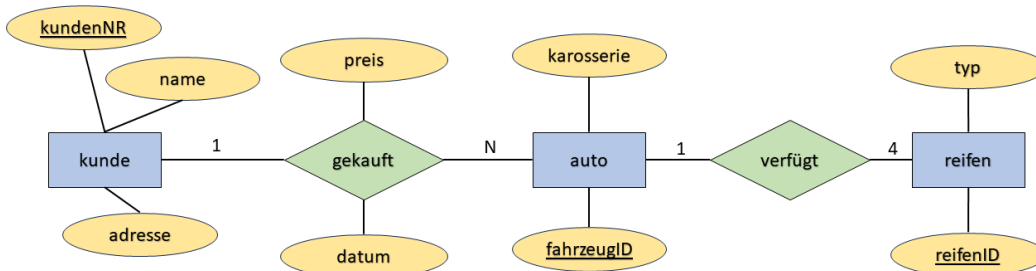 kundenNR
name
preis
karosserie
typ
kunde
1
gekauft
N
auto
1
verfügt
4
reifen
adresse
datum
fahrzeugID
reifenID